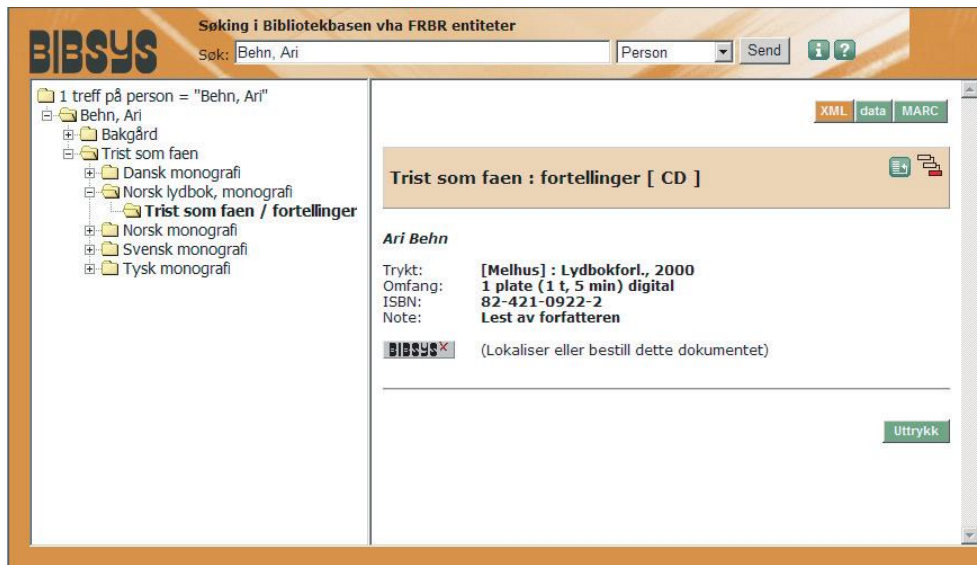 BIBSYS
Søking i Bibliotekbasen vha FRBR entiteter
Søk: Behn, Ari Person Send i ?
1 treff på person = "Behn, Ari"
Behn, Ari
Bakgård
Trist som faen
Dansk monografi
Norsk lydbok, monografi
Trist som faen / fortellinger
Norsk monografi
Svensk monografi
Tysk monografi
XML data MARC
Trist som faen : fortellinger [ CD ]
Ari Behn
Trykt: [Melhus] : Lydbokforl., 2000
Omfang: 1 plate (1 t, 5 min) digital
ISBN: 82-421-0922-2
Note: Lest av forfatteren
BIBSYS X (Lokaliser eller bestill dette dokumentet)
Uttrykk